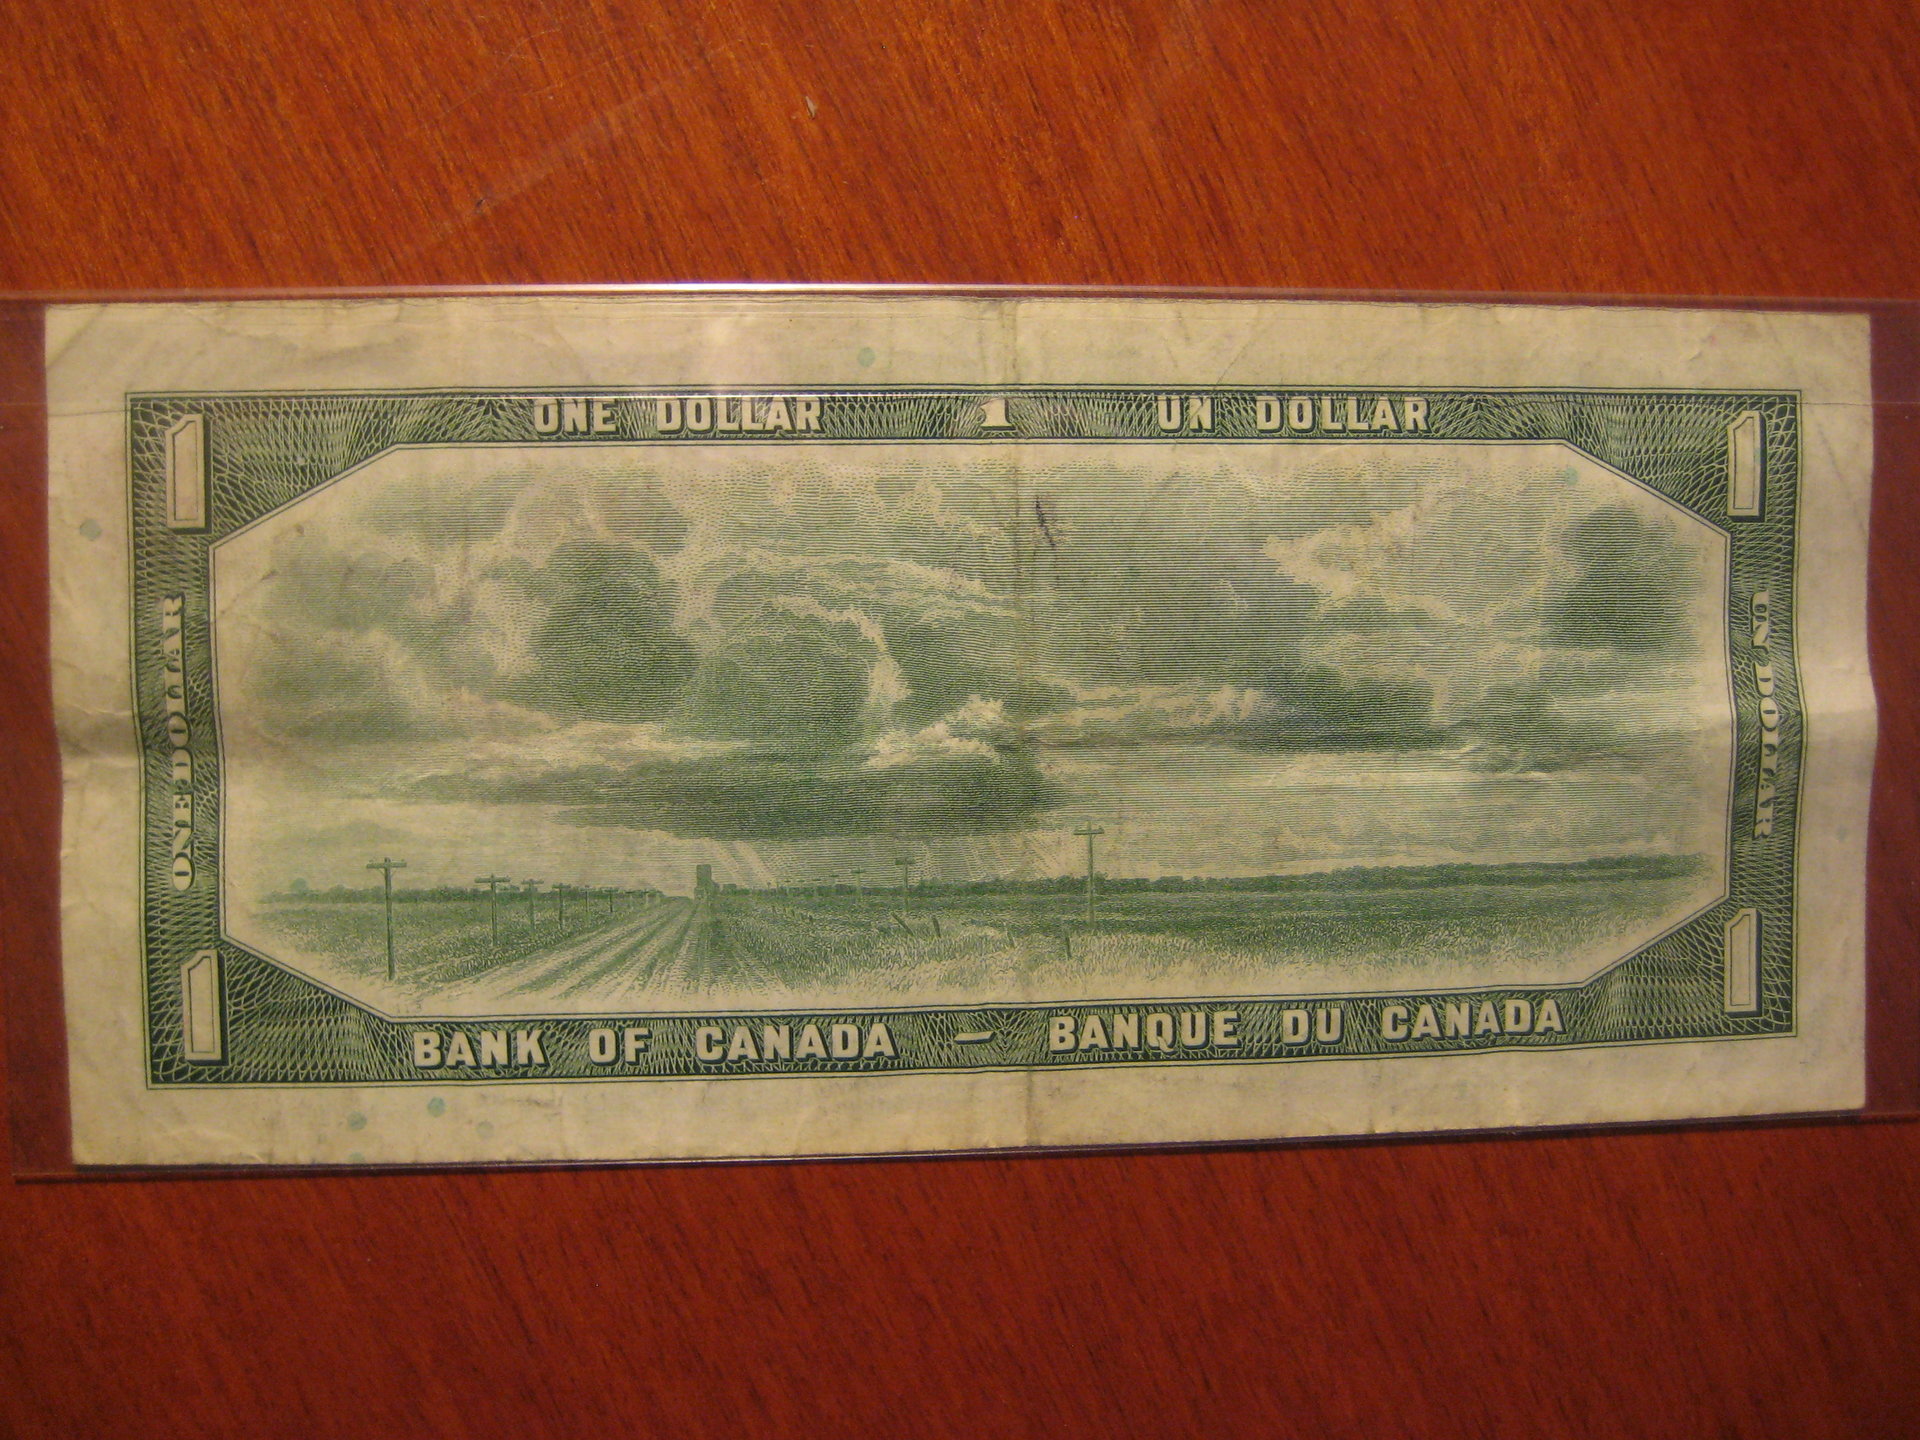 ONE DOLLAR 1 UN DOLLAR
1
1
ONE DOLLAR
UN DOLLAR
1
1
BANK OF CANADA – BANQUE DU CANADA